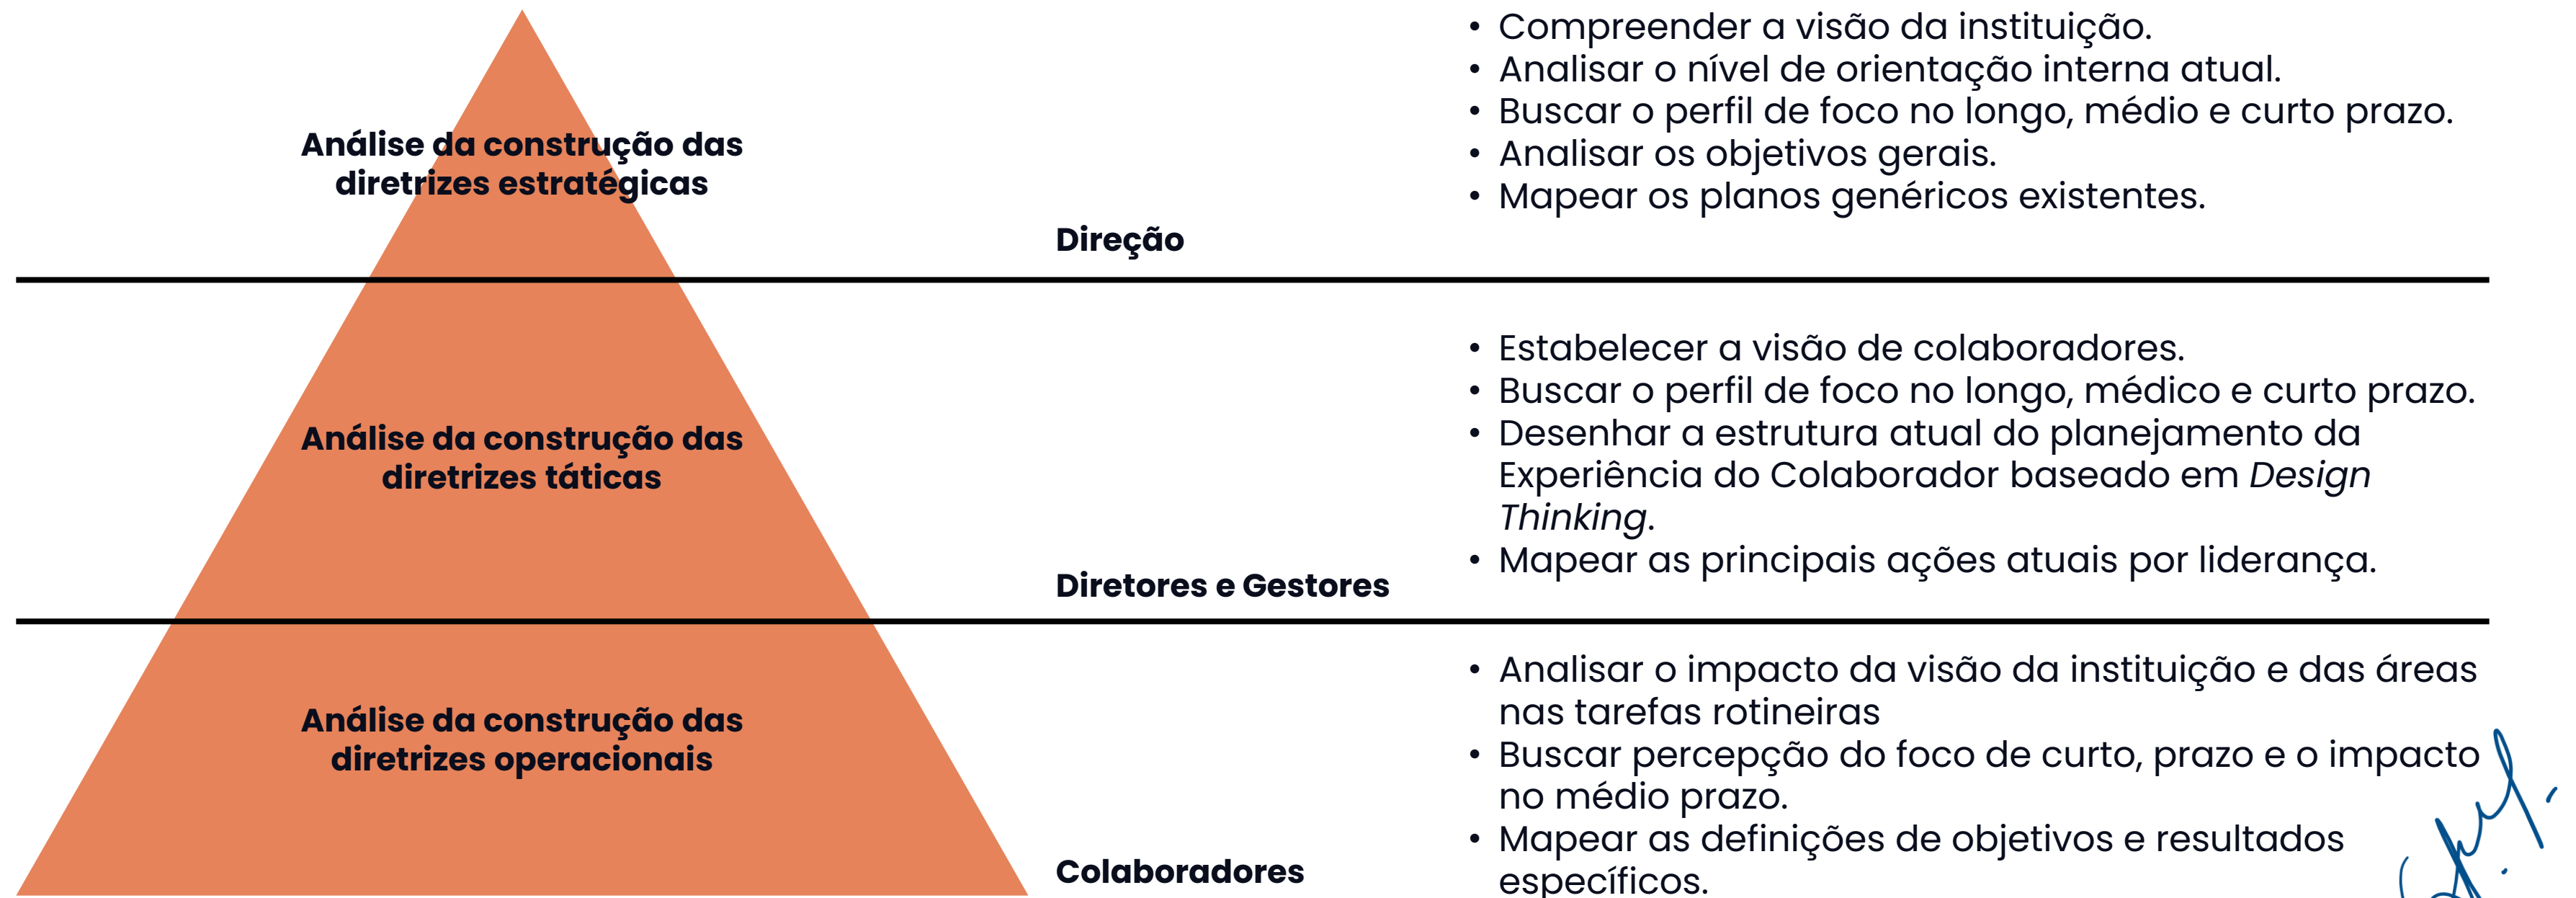 Análise da construção das
diretrizes estratégicas
Direção
• Compreender a visão da instituição.
• Analisar o nível de orientação interna atual.
• Buscar o perfil de foco no longo, médio e curto prazo.
• Analisar os objetivos gerais.
• Mapear os planos genéricos existentes.
Análise da construção das
diretrizes táticas
Diretores e Gestores
• Estabelecer a visão de colaboradores.
• Buscar o perfil de foco no longo, médico e curto prazo.
• Desenhar a estrutura atual do planejamento da
Experiência do Colaborador baseado em Design
Thinking.
• Mapear as principais ações atuais por liderança.
Análise da construção das
diretrizes operacionais
Colaboradores
• Analisar o impacto da visão da instituição e das áreas
nas tarefas rotineiras
• Buscar percepção do foco de curto, prazo e o impacto
no médio prazo.
• Mapear as definições de objetivos e resultados
específicos.